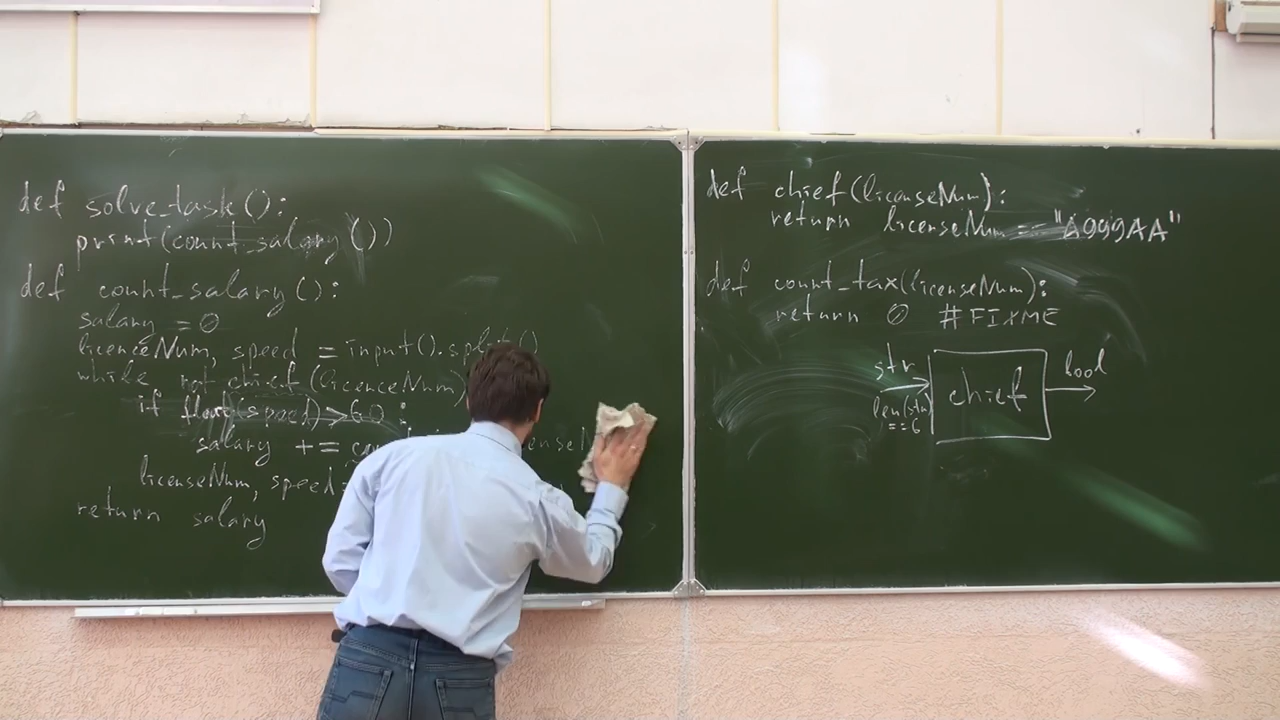 def solve_task():
print(count_salary())
def count_salary():
salary = 0
licenceNum, speed = input().split()
while not chief(licenceNum)
if float(speed) > 60:
salary +=
licenseNum, speed =
return salary
def chief(licenseNum):
return licenseNum == "A999AA"
def count_tax(licenseNum):
return 0 #FIXME
str
len(str)
==6
chief
bool